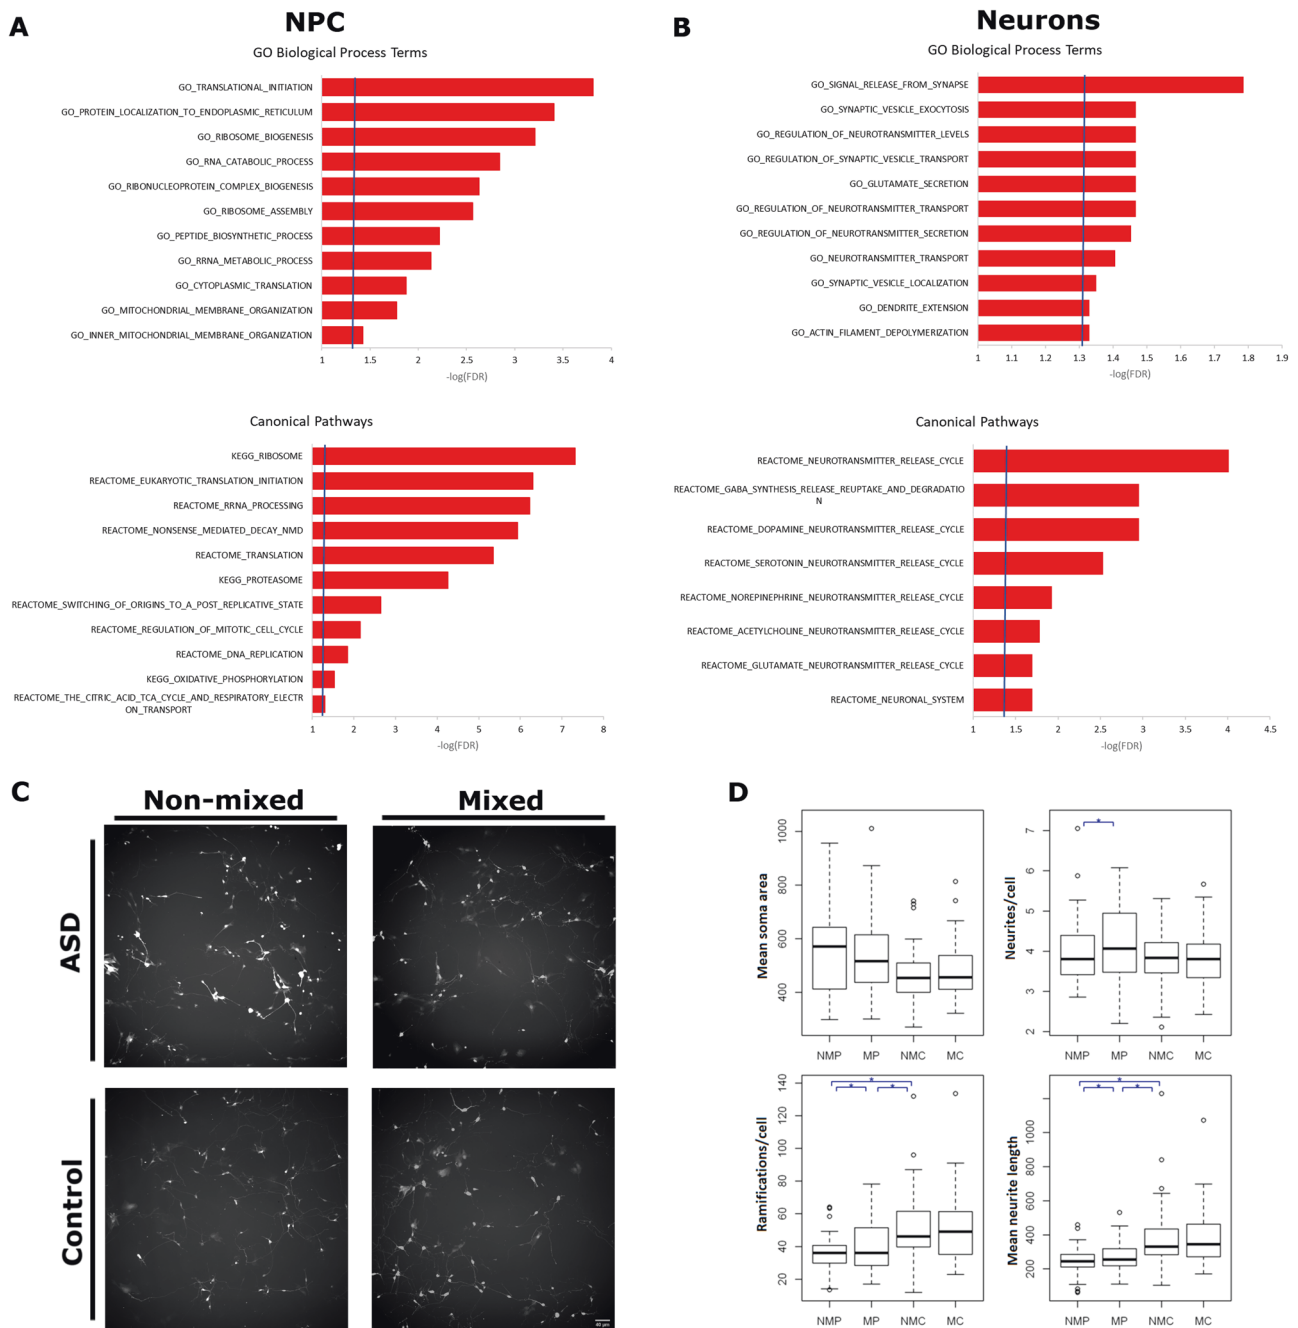 A
NPC
GO Biological Process Terms
GO_TRANSLATIONAL_INITIATION
GO_PROTEIN_LOCALIZATION_TO_ENDOPLASMIC_RETICULUM
GO_RIBOSOME_BIOGENESIS
GO_RNA_CATABOLIC_PROCESS
GO_RIBONUCLEOPROTEIN_COMPLEX_BIOGENESIS
GO_RIBOSOME_ASSEMBLY
GO_PEPTIDE_BIOSYNTHETIC_PROCESS
GO_RRNA_METABOLIC_PROCESS
GO_CYTOPLASMIC_TRANSLATION
GO_MITOCHONDRIAL_MEMBRANE_ORGANIZATION
GO_INNER_MITOCHONDRIAL_MEMBRANE_ORGANIZATION
1 1.5 2 2.5 3 3.5 4
-log(FDR)
Canonical Pathways
KEGG_RIBOSOME
REACTOME_EUKARYOTIC_TRANSLATION_INITIATION
REACTOME_RRNA_PROCESSING
REACTOME_NONSENSE_MEDIATED_DECAY_NMD
REACTOME_TRANSLATION
KEGG_PROTEASOME
REACTOME_SWITCHING_OF_ORIGINS_TO_A_POST_REPLICATIVE_STATE
REACTOME_REGULATION_OF_MITOTIC_CELL_CYCLE
REACTOME_DNA_REPLICATION
KEGG_OXIDATIVE_PHOSPHORYLATION
REACTOME_THE_CITRIC_ACID_TCA_CYCLE_AND_RESPIRATORY_ELECTR
ON_TRANSPORT
1 2 3 4 5 6 7 8
-log(FDR)
B
Neurons
GO Biological Process Terms
GO_SIGNAL_RELEASE_FROM_SYNAPSE
GO_SYNAPTIC_VESICLE_EXOCYTOSIS
GO_REGULATION_OF_NEUROTRANSMITTER_LEVELS
GO_REGULATION_OF_SYNAPTIC_VESICLE_TRANSPORT
GO_GLUTAMATE_SECRETION
GO_REGULATION_OF_NEUROTRANSMITTER_TRANSPORT
GO_REGULATION_OF_NEUROTRANSMITTER_SECRETION
GO_NEUROTRANSMITTER_TRANSPORT
GO_SYNAPTIC_VESICLE_LOCALIZATION
GO_DENDRITE_EXTENSION
GO_ACTIN_FILAMENT_DEPOLYMERIZATION
1 1.1 1.2 1.3 1.4 1.5 1.6 1.7 1.8 1.9
-log(FDR)
Canonical Pathways
REACTOME_NEUROTRANSMITTER_RELEASE_CYCLE
REACTOME_GABA_SYNTHESIS_RELEASE_REUPTAKE_AND_DEGRADATIO
N
REACTOME_DOPAMINE_NEUROTRANSMITTER_RELEASE_CYCLE
REACTOME_SEROTONIN_NEUROTRANSMITTER_RELEASE_CYCLE
REACTOME_NOREPINEPHRINE_NEUROTRANSMITTER_RELEASE_CYCLE
REACTOME_ACETYLCHOLINE_NEUROTRANSMITTER_RELEASE_CYCLE
REACTOME_GLUTAMATE_NEUROTRANSMITTER_RELEASE_CYCLE
REACTOME_NEURONAL_SYSTEM
1 1.5 2 2.5 3 3.5 4 4.5
-log(FDR)
C
Non-mixed
Mixed
ASD
Control
40 µm
D
Mean soma area
1000
800
600
400
NMP MP NMC MC
Neurites/cell
7
6
5
4
3
2
*
NMP MP NMC MC
Ramifications/cell
140
120
100
80
60
40
20
*
* *
NMP MP NMC MC
Mean neurite length
1000
800
600
400
200
*
* *
NMP MP NMC MC